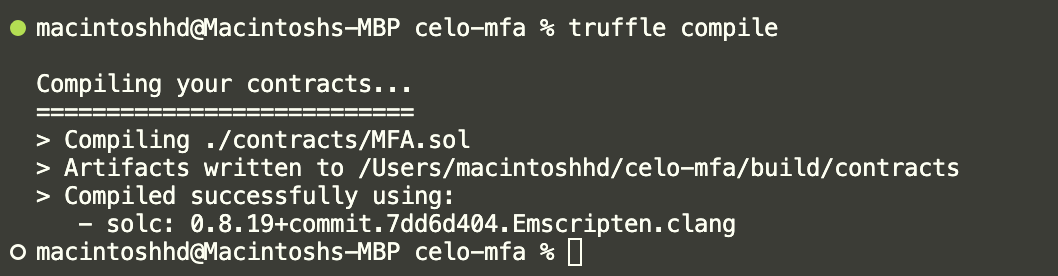 macintoshhd@Macintoshs-MBP celo-mfa % truffle compile
Compiling your contracts...
===========================
> Compiling ./contracts/MFA.sol
> Artifacts written to /Users/macintoshhd/celo-mfa/build/contracts
> Compiled successfully using:
   - solc: 0.8.19+commit.7dd6d404.Emscripten.clang
macintoshhd@Macintoshs-MBP celo-mfa %